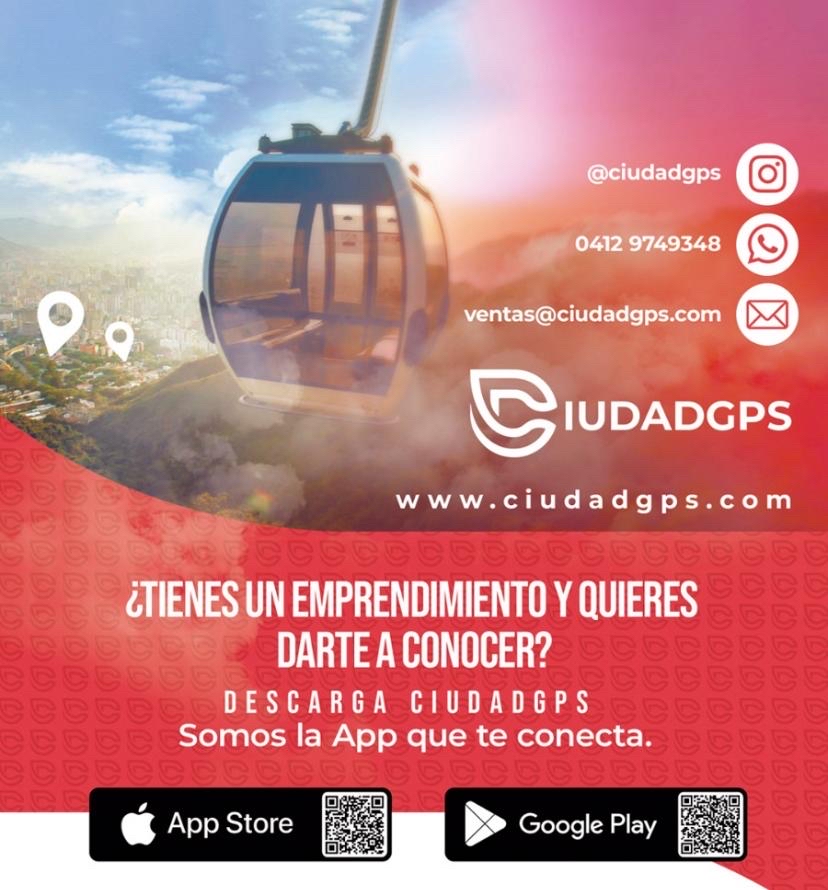 @ciudadgps
0412 9749348
ventas@ciudadgps.com
CIUDADGPS
www.ciudadgps.com
¿TIENES UN EMPRENDIMIENTO Y QUIERES
DARTE A CONOCER?
DESCARGA CIUDADGPS
Somos la App que te conecta.
App Store
Google Play